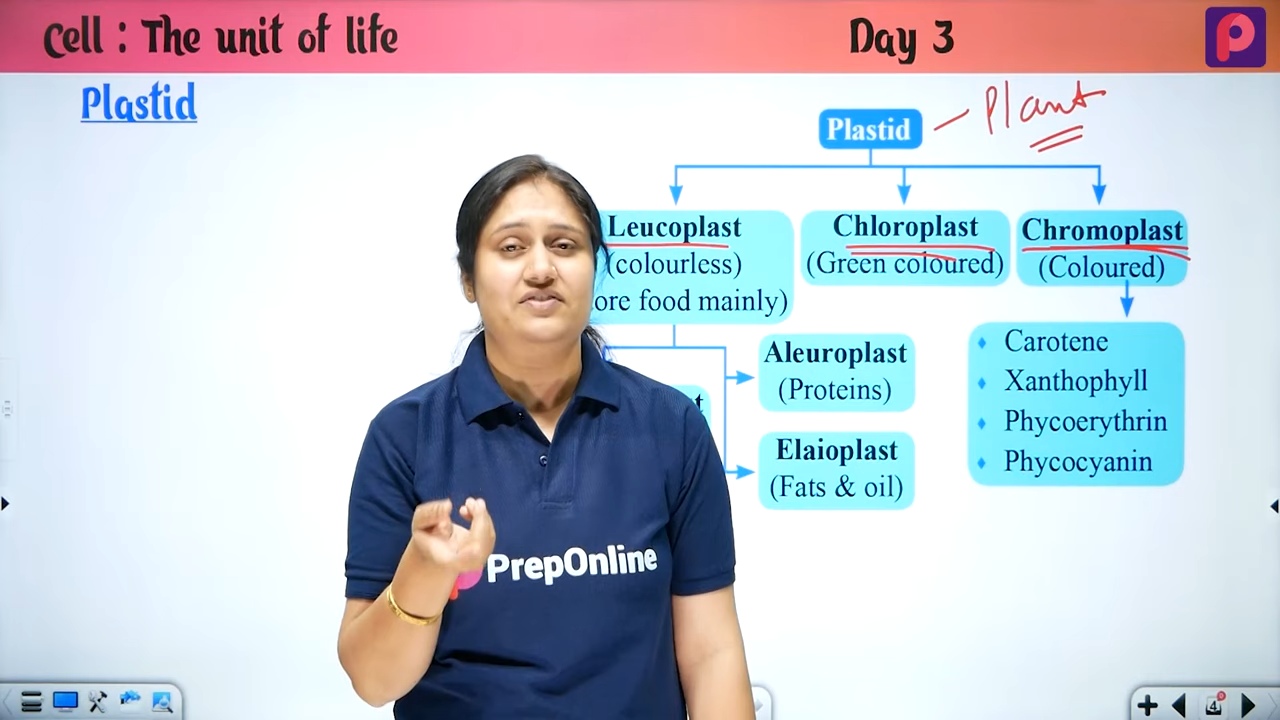 Cell : The unit of life
Day 3
Plastid
Plastid
Plant
Leucoplast
(colourless)
ore food mainly)
Chloroplast
(Green coloured)
Chromoplast
(Coloured)
Aleuroplast
(Proteins)
Elaioplast
(Fats & oil)
Carotene
Xanthophyll
Phycoerythrin
Phycocyanin
PrepOnline
4